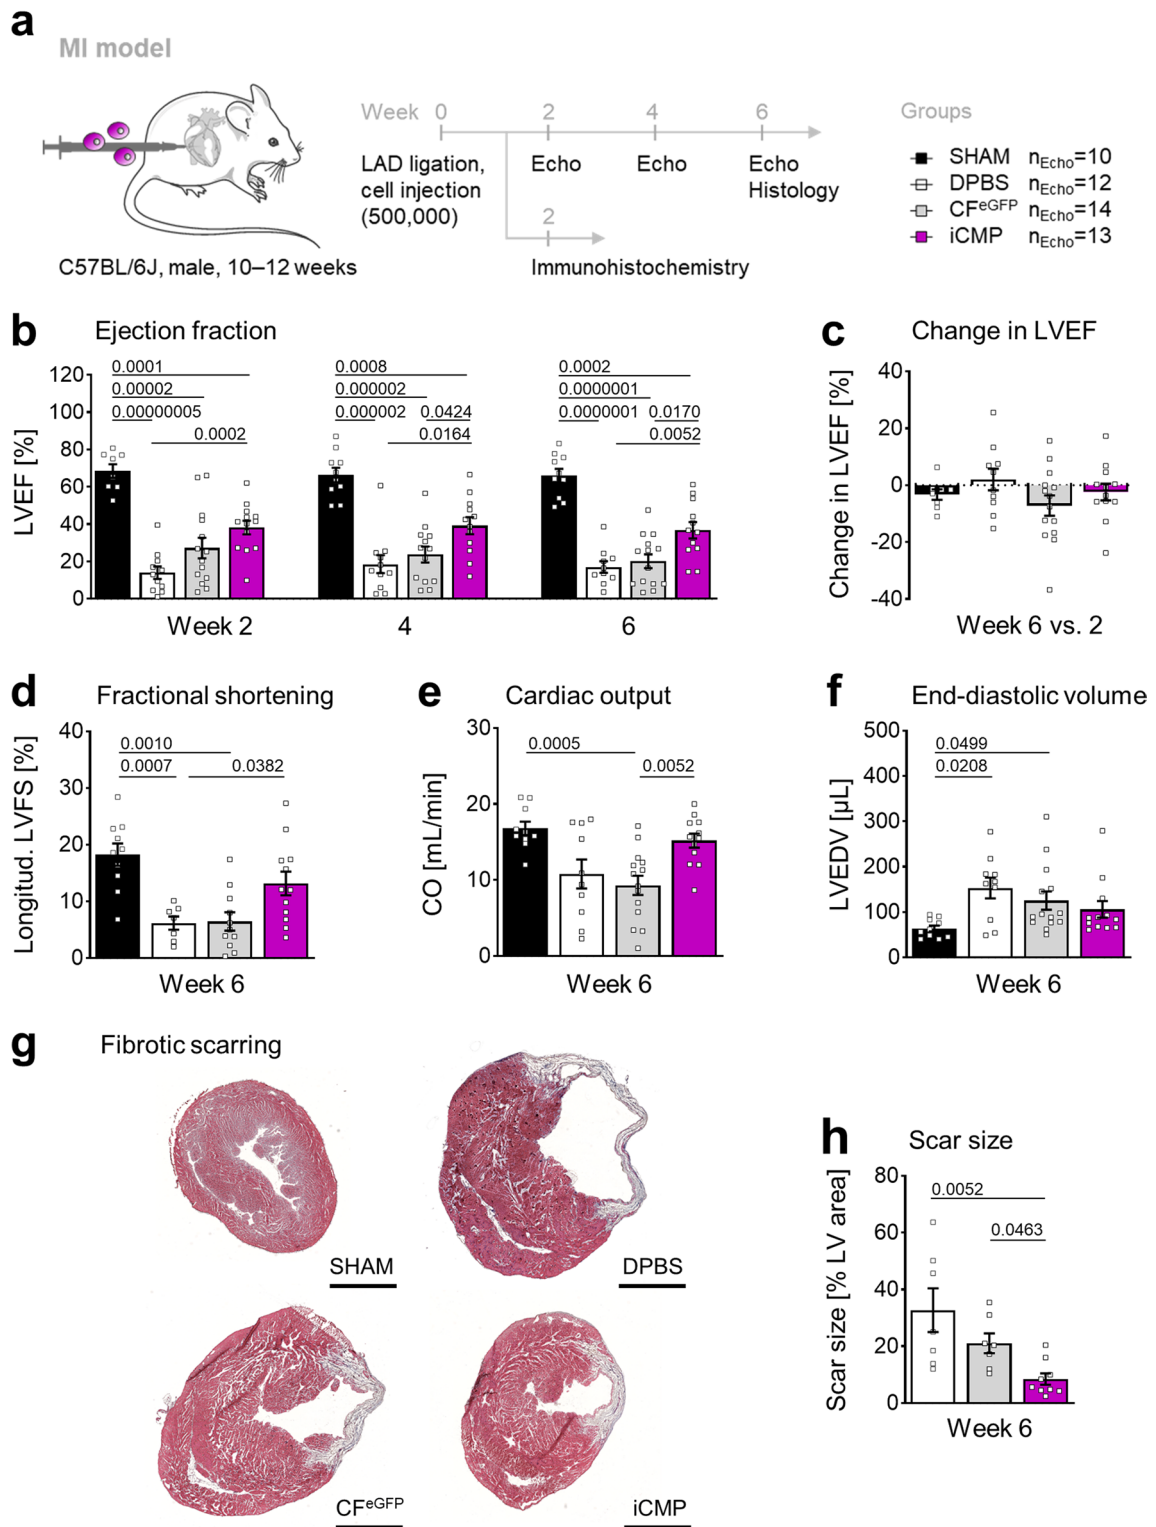 a
MI model
Week 0 2 4 6
LAD ligation, cell injection (500,000)
Echo
Echo
Echo Histology
2
Immunohistochemistry
C57BL/6J, male, 10–12 weeks
Groups
SHAM nEcho=10
DPBS nEcho=12
CFeGFP nEcho=14
iCMP nEcho=13
b Ejection fraction
LVEF [%]
120
100
80
60
40
20
0
0.0001
0.00002
0.00000005
0.0002
0.0008
0.000002
0.000002 0.0424
0.0164
0.0002
0.0000001
0.0000001 0.0170
0.0052
Week 2 4 6
c Change in LVEF
Change in LVEF [%]
40
20
0
-20
-40
Week 6 vs. 2
d Fractional shortening
Longitud. LVFS [%]
40
30
20
10
0
0.0010
0.0007 0.0382
Week 6
e Cardiac output
CO [mL/min]
30
20
10
0
0.0005
0.0052
Week 6
f End-diastolic volume
LVEDV [µL]
500
400
300
200
100
0
0.0499
0.0208
Week 6
g Fibrotic scarring
SHAM
DPBS
CFeGFP
iCMP
h Scar size
Scar size [% LV area]
80
60
40
20
0
0.0052
0.0463
Week 6